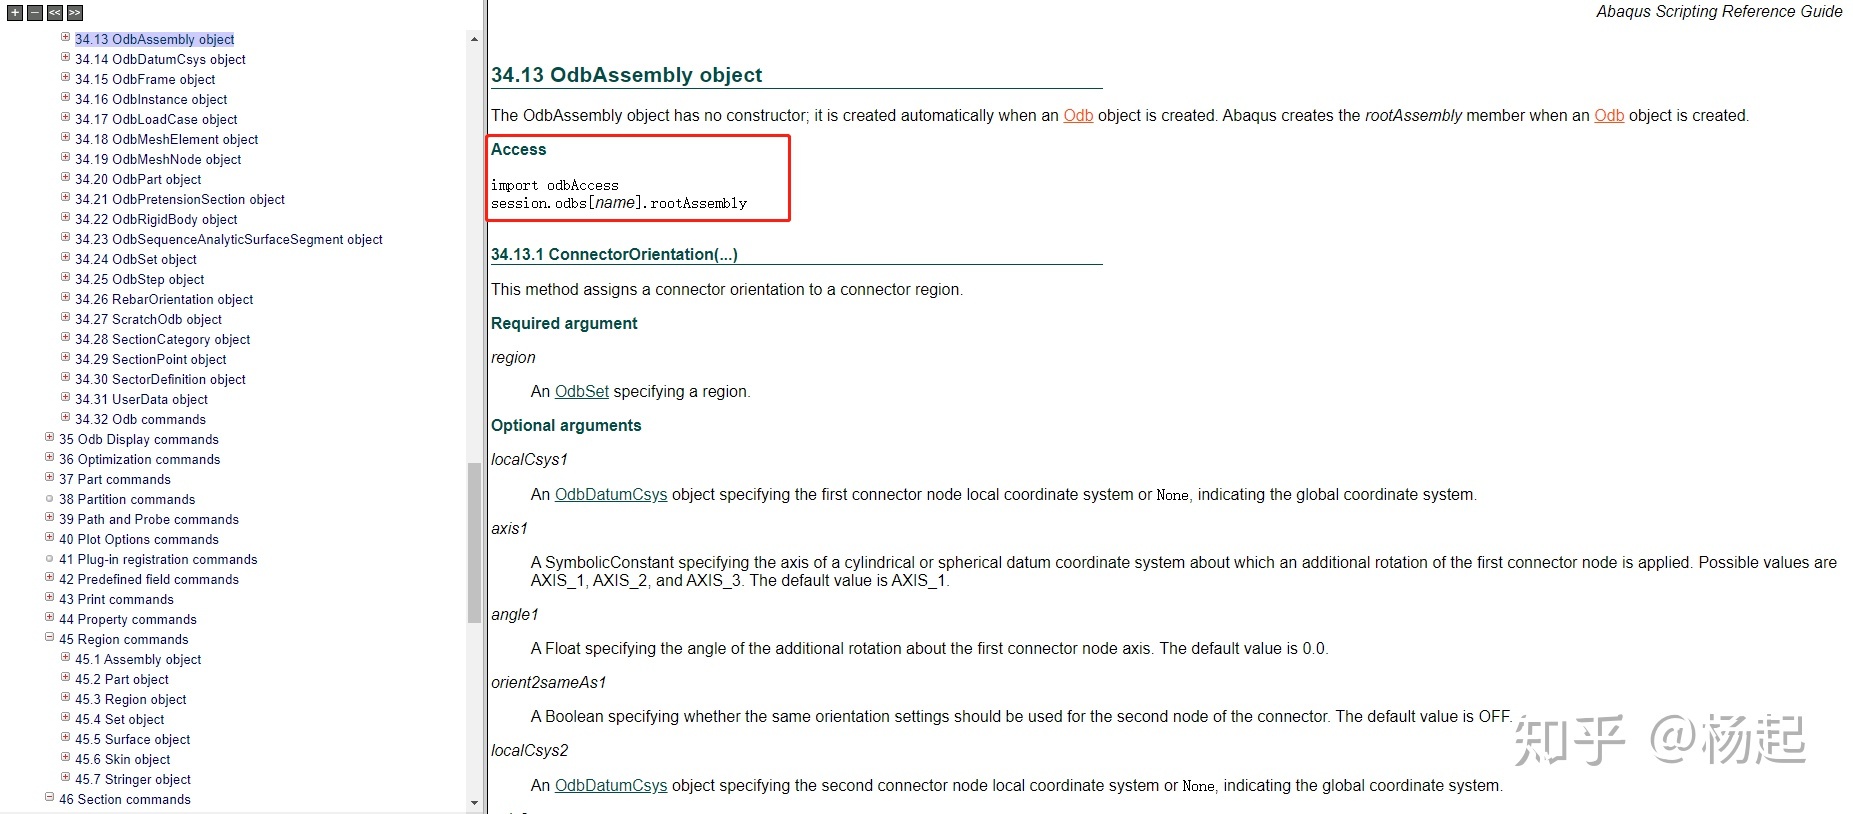 + − << >>
Abaqus Scripting Reference Guide
34.13 OdbAssembly object
34.14 OdbDatumCsys object
34.15 OdbFrame object
34.16 OdbInstance object
34.17 OdbLoadCase object
34.18 OdbMeshElement object
34.19 OdbMeshNode object
34.20 OdbPart object
34.21 OdbPretensionSection object
34.22 OdbRigidBody object
34.23 OdbSequenceAnalyticSurfaceSegment object
34.24 OdbSet object
34.25 OdbStep object
34.26 RebarOrientation object
34.27 ScratchOdb object
34.28 SectionCategory object
34.29 SectionPoint object
34.30 SectorDefinition object
34.31 UserData object
34.32 Odb commands
35 Odb Display commands
36 Optimization commands
37 Part commands
38 Partition commands
39 Path and Probe commands
40 Plot Options commands
41 Plug-in registration commands
42 Predefined field commands
43 Print commands
44 Property commands
45 Region commands
45.1 Assembly object
45.2 Part object
45.3 Region object
45.4 Set object
45.5 Surface object
45.6 Skin object
45.7 Stringer object
46 Section commands
34.13 OdbAssembly object
The OdbAssembly object has no constructor; it is created automatically when an Odb object is created. Abaqus creates the rootAssembly member when an Odb object is created.
Access
import odbAccess
session.odbs[name].rootAssembly
34.13.1 ConnectorOrientation(...)
This method assigns a connector orientation to a connector region.
Required argument
region
An OdbSet specifying a region.
Optional arguments
localCsys1
An OdbDatumCsys object specifying the first connector node local coordinate system or None, indicating the global coordinate system.
axis1
A SymbolicConstant specifying the axis of a cylindrical or spherical datum coordinate system about which an additional rotation of the first connector node is applied. Possible values are
AXIS_1, AXIS_2, and AXIS_3. The default value is AXIS_1.
angle1
A Float specifying the angle of the additional rotation about the first connector node axis. The default value is 0.0.
orient2sameAs1
A Boolean specifying whether the same orientation settings should be used for the second node of the connector. The default value is OFF.
localCsys2
An OdbDatumCsys object specifying the second connector node local coordinate system or None, indicating the global coordinate system.
知乎 @杨起